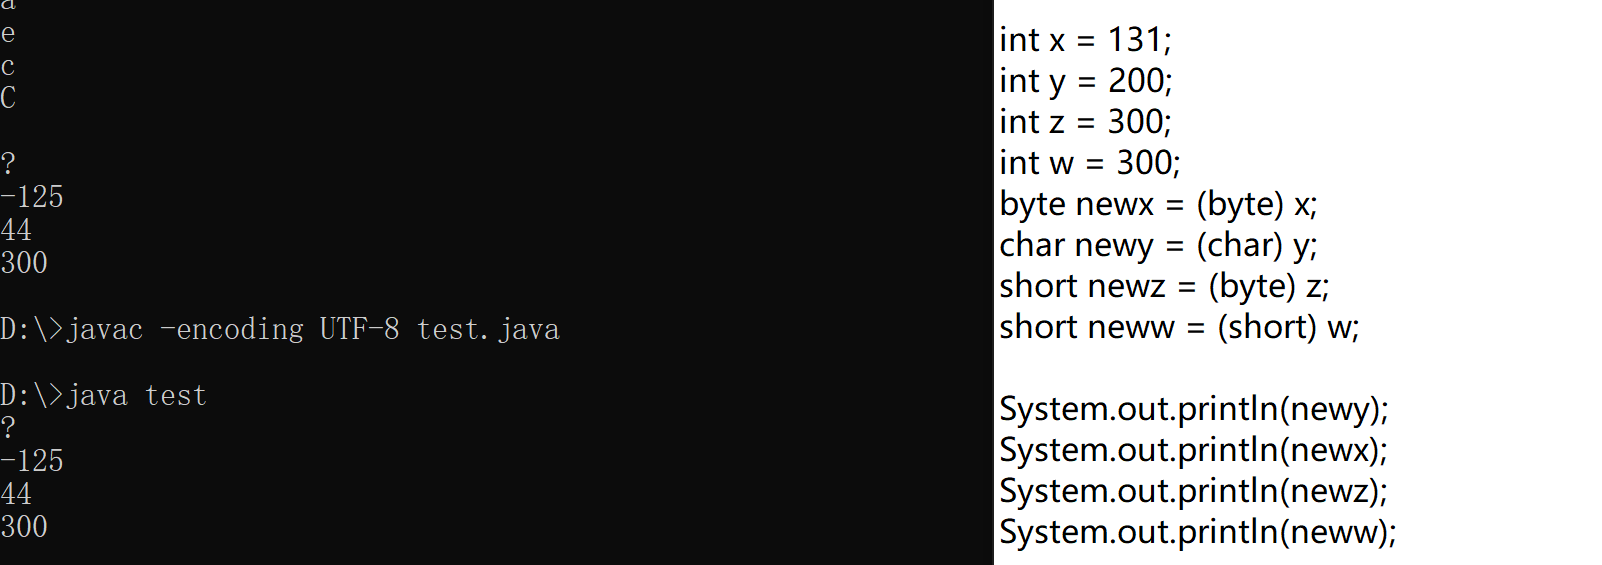 a
e
c
C
?
-125
44
300
D:\>javac -encoding UTF-8 test.java
D:\>java test
?
-125
44
300
int x = 131;
int y = 200;
int z = 300;
int w = 300;
byte newx = (byte) x;
char newy = (char) y;
short newz = (byte) z;
short neww = (short) w;
System.out.println(newy);
System.out.println(newx);
System.out.println(newz);
System.out.println(neww);